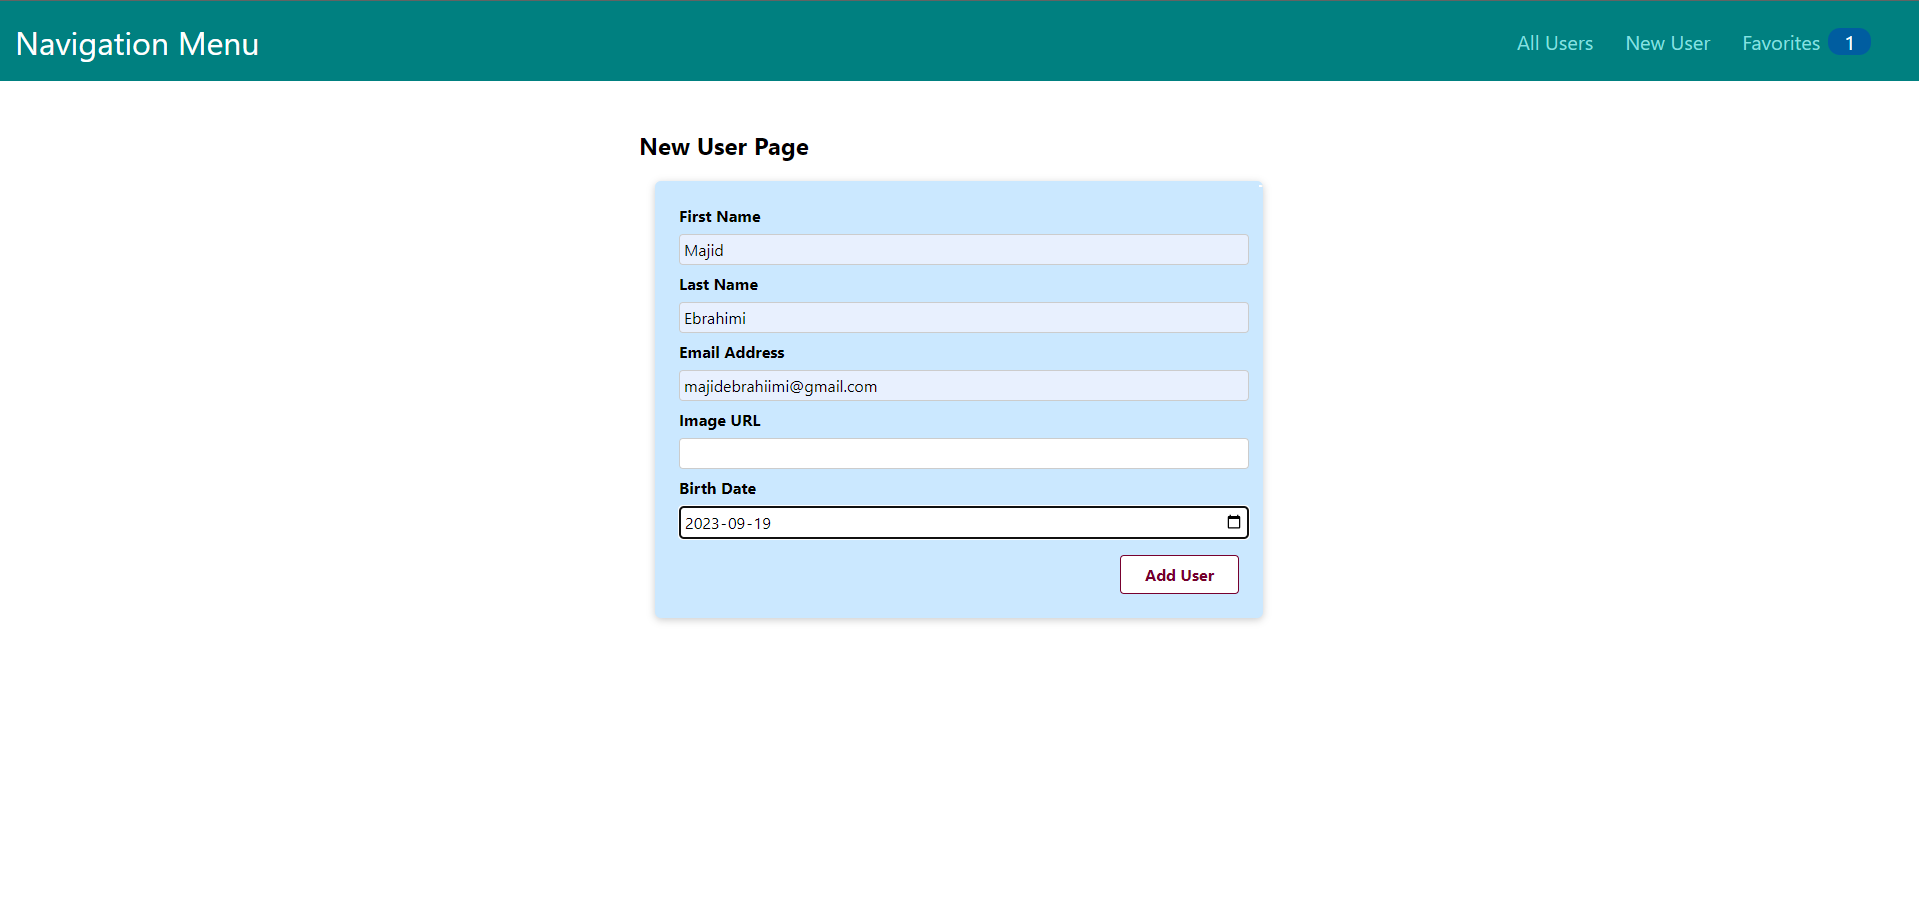 Navigation Menu
All Users New User Favorites 1
New User Page
First Name
Majid
Last Name
Ebrahimi
Email Address
majidebrahiimi@gmail.com
Image URL
Birth Date
2023-09-19
Add User